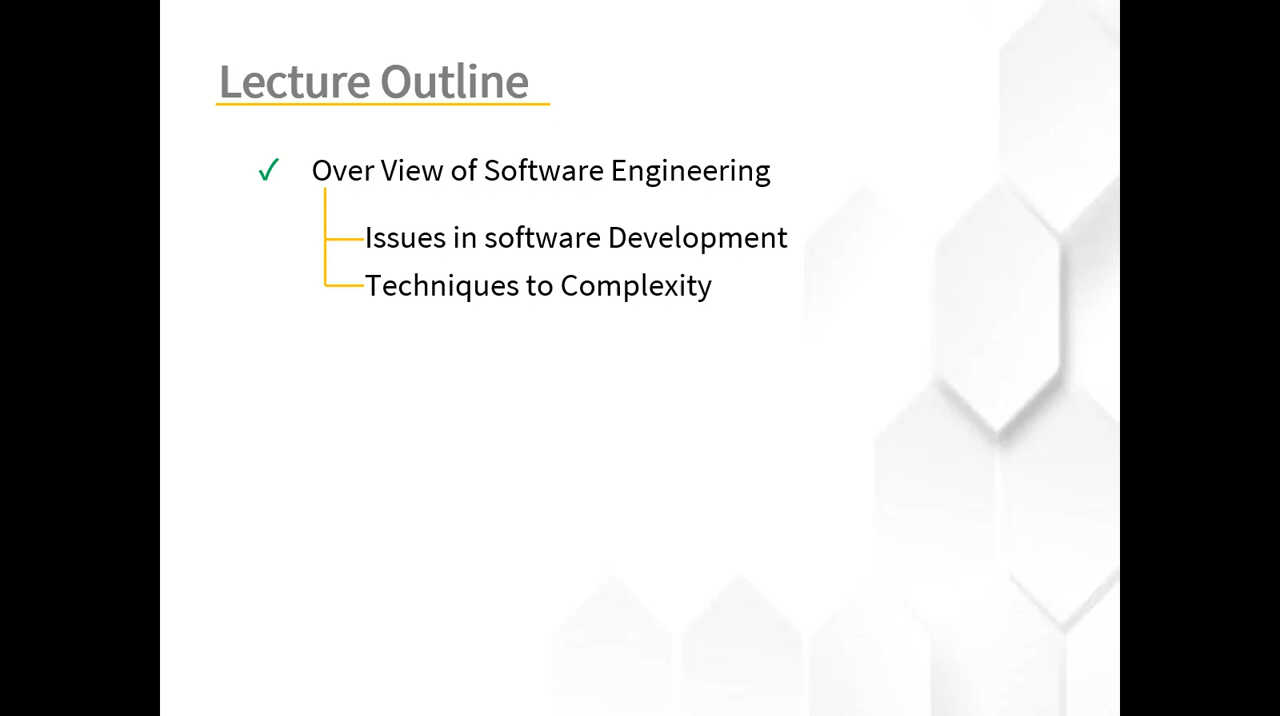 Lecture Outline
✓ Over View of Software Engineering
Issues in software Development
Techniques to Complexity